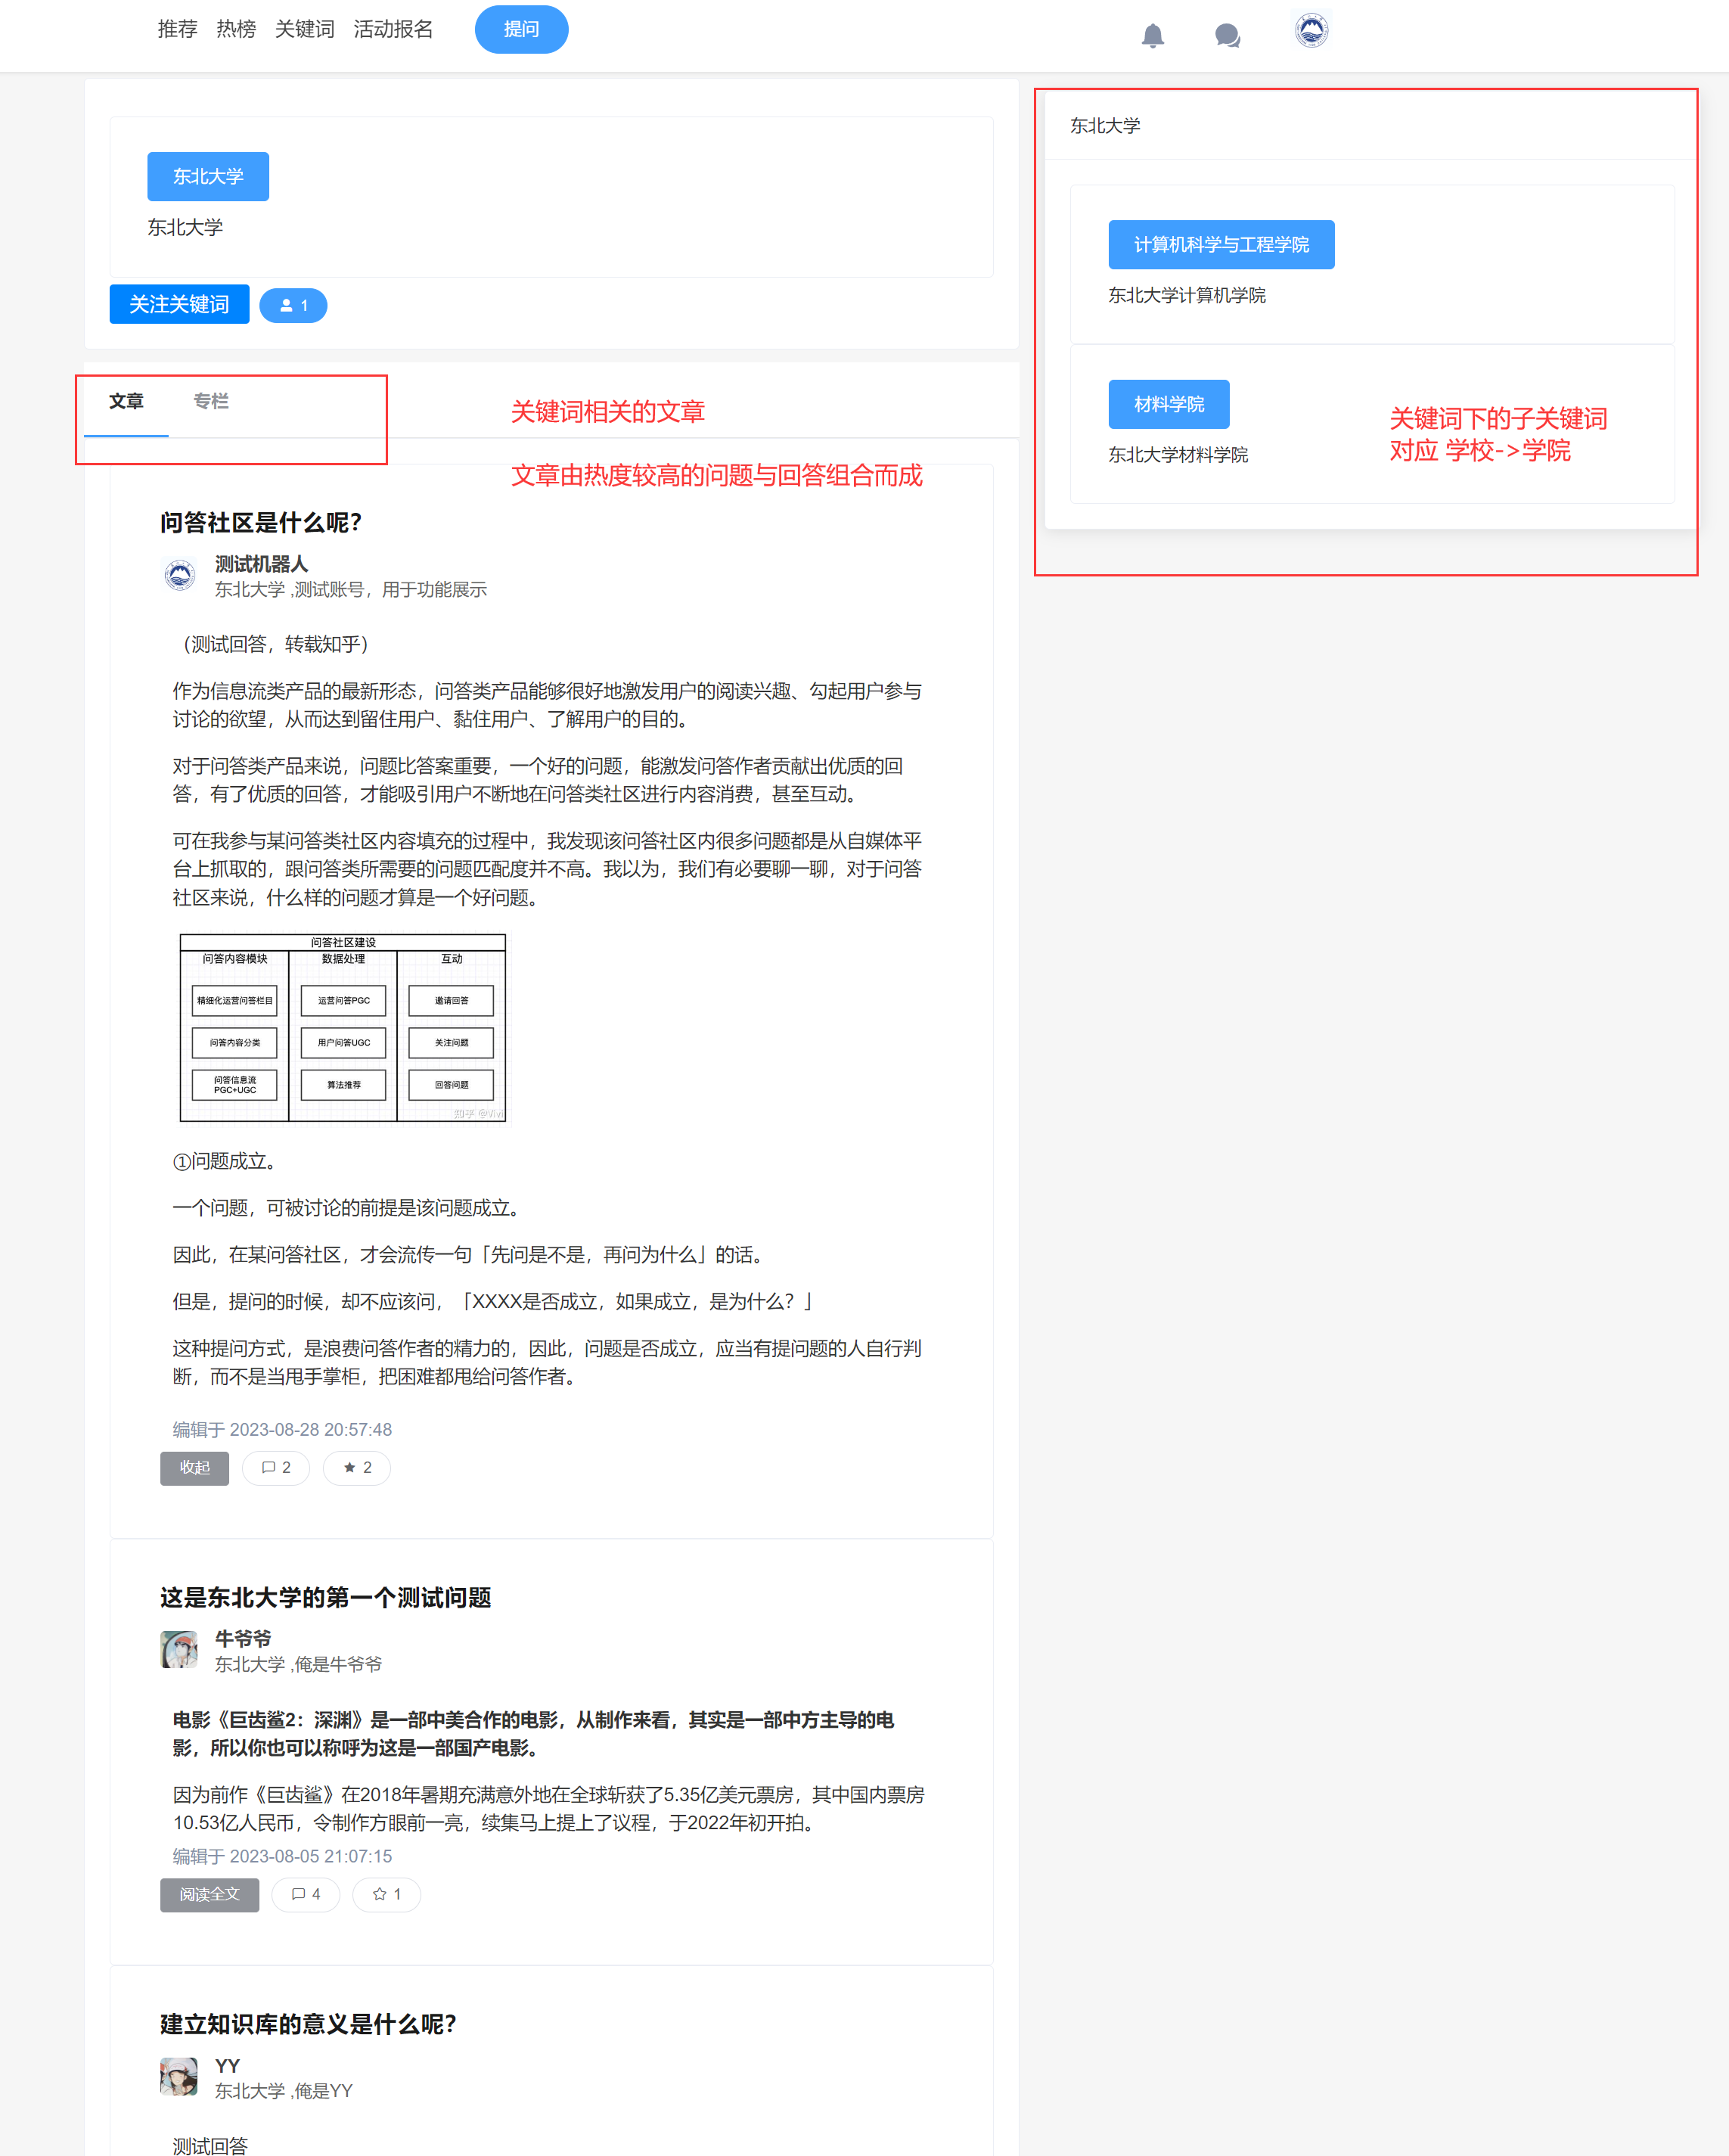 推荐 热榜 关键词 活动报名 提问
东北大学
东北大学
关注关键词 1
文章 专栏
关键词相关的文章
文章由热度较高的问题与回答组合而成
问答社区是什么呢?
测试机器人
东北大学 ,测试账号，用于功能展示
（测试回答，转载知乎）
作为信息流类产品的最新形态，问答类产品能够很好地激发用户的阅读兴趣、勾起用户参与
讨论的欲望，从而达到留住用户、黏住用户、了解用户的目的。
对于问答类产品来说，问题比答案重要，一个好的问题，能激发问答作者贡献出优质的回
答，有了优质的回答，才能吸引用户不断地在问答类社区进行内容消费，甚至互动。
可在我参与某问答类社区内容填充的过程中，我发现该问答社区内很多问题都是从自媒体平
台上抓取的，跟问答类所需要的问题匹配度并不高。我以为，我们有必要聊一聊，对于问答
社区来说，什么样的问题才算是一个好问题。
问答社区建设
问答内容模块 数据处理 互动
精细化运营问答栏目 运营问答PGC 邀请回答
问答内容分类 用户问答UGC 关注问题
问答信息流
PGC+UGC
算法推荐 回答问题
知乎 @ViVi
①问题成立。
一个问题，可被讨论的前提是该问题成立。
因此，在某问答社区，才会流传一句「先问是不是，再问为什么」的话。
但是，提问的时候，却不应该问，「XXXX是否成立，如果成立，是为什么？」
这种提问方式，是浪费问答作者的精力的，因此，问题是否成立，应当有提问题的人自行判
断，而不是当甩手掌柜，把困难都甩给问答作者。
编辑于 2023-08-28 20:57:48
收起 2 2
这是东北大学的第一个测试问题
牛爷爷
东北大学 ,俺是牛爷爷
电影《巨齿鲨2：深渊》是一部中美合作的电影，从制作来看，其实是一部中方主导的电
影，所以你也可以称呼为这是一部国产电影。
因为前作《巨齿鲨》在2018年暑期充满意外地在全球斩获了5.35亿美元票房，其中国内票房
10.53亿人民币，令制作方眼前一亮，续集马上提上了议程，于2022年初开拍。
编辑于 2023-08-05 21:07:15
阅读全文 4 1
建立知识库的意义是什么呢?
YY
东北大学 ,俺是YY
测试回答
东北大学
计算机科学与工程学院
东北大学计算机学院
材料学院
东北大学材料学院
关键词下的子关键词
对应 学校->学院